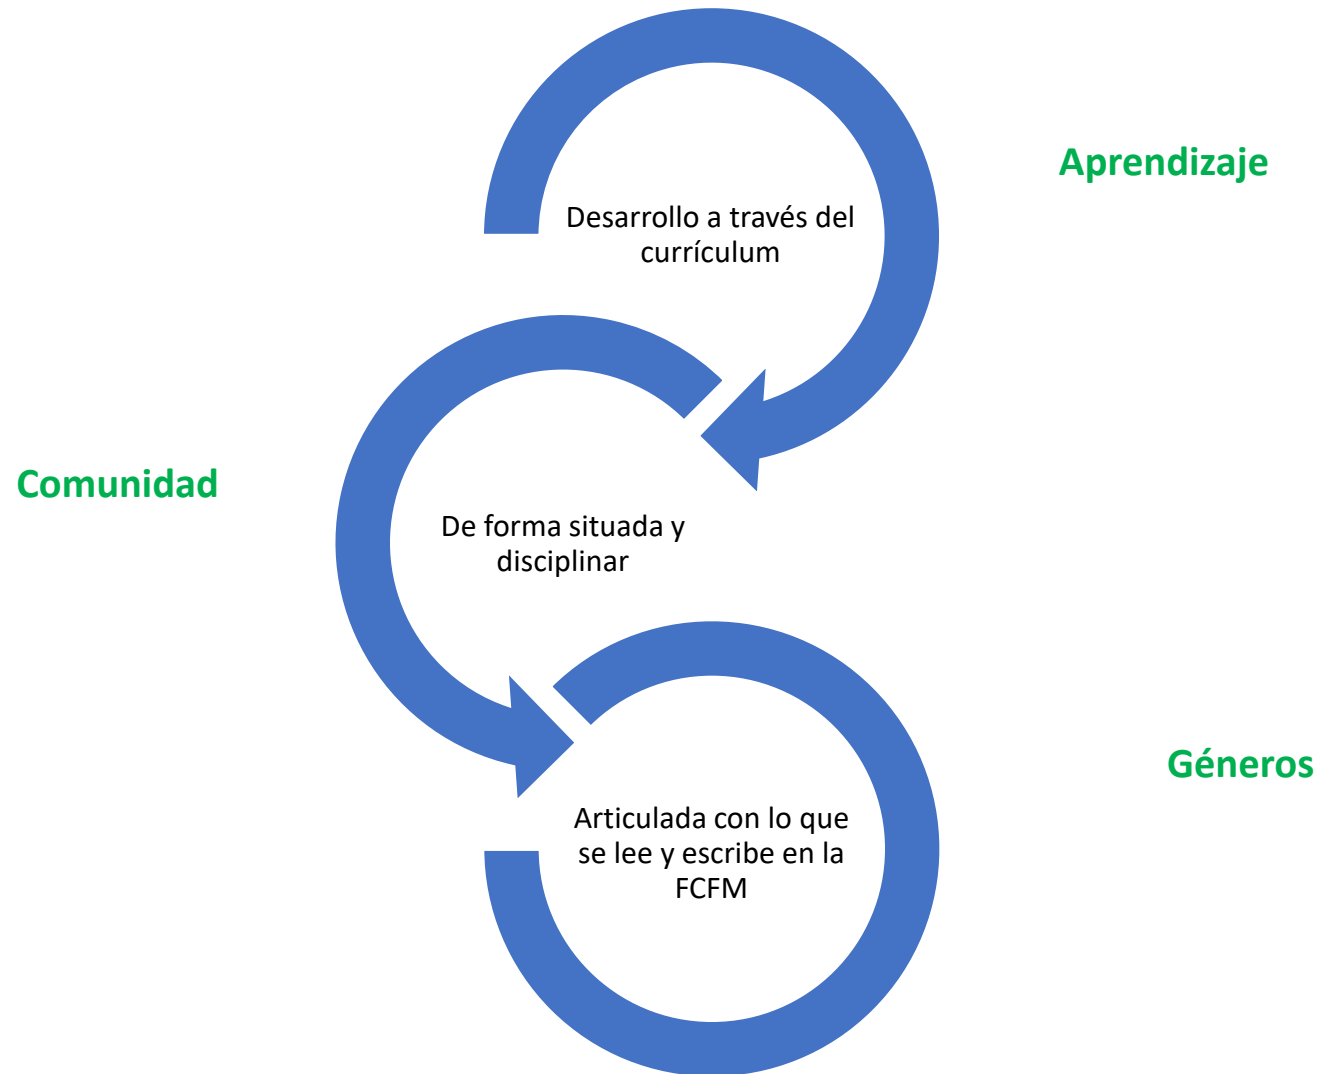 Aprendizaje
Desarrollo a través del
currículum
Comunidad
De forma situada y
disciplinar
Géneros
Articulada con lo que
se lee y escribe en la
FCFM